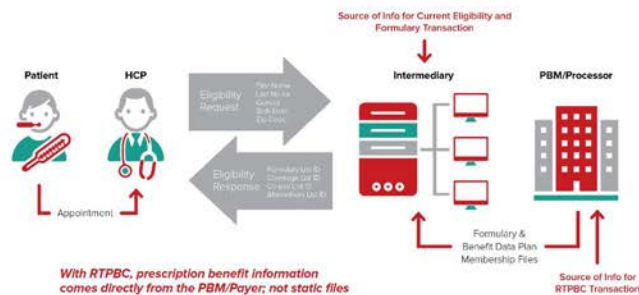 Source of Info for Current Eligibility and
Formulary Transaction
Patient
HCP
Intermediary
PBM/Processor
Eligibility
Request
First Name
Last Name
Gender
Birth Date
Zip Code
Eligibility
Response
Formulary List ID
Coverage List ID
Co-pay List ID
Alternatives List ID
Appointment
Formulary &
Benefit Data Plan
Membership Files
With RTPBC, prescription benefit information
comes directly from the PBM/Payer; not static files
Source of Info for
RTPBC Transaction